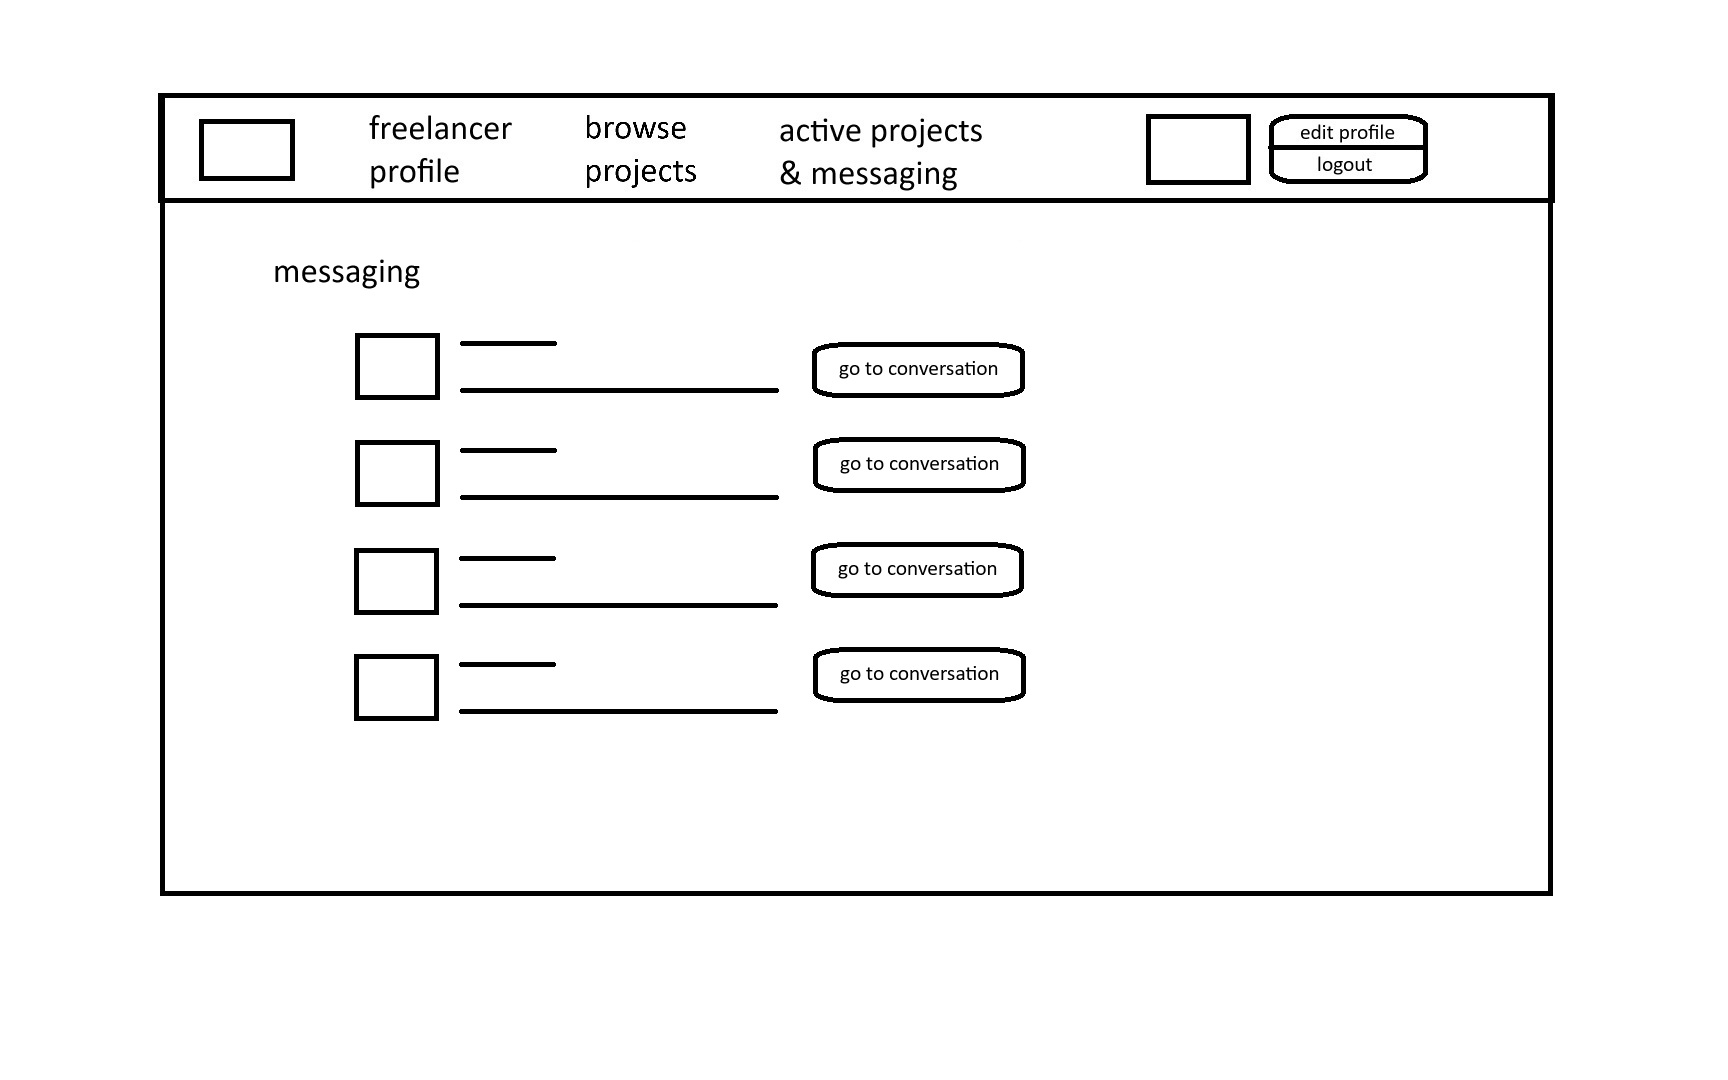 freelancer
profile
browse
projects
active projects
& messaging
edit profile
logout
messaging
go to conversation
go to conversation
go to conversation
go to conversation